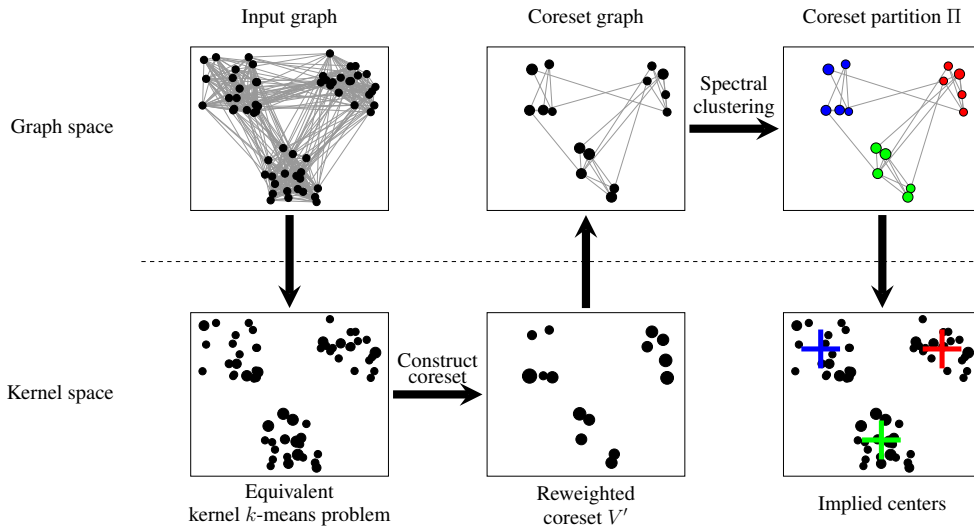 Input graph
Coreset graph
Coreset partition Π
Graph space
Spectral
clustering
Kernel space
Construct
coreset
Equivalent
kernel k-means problem
Reweighted
coreset V′
Implied centers